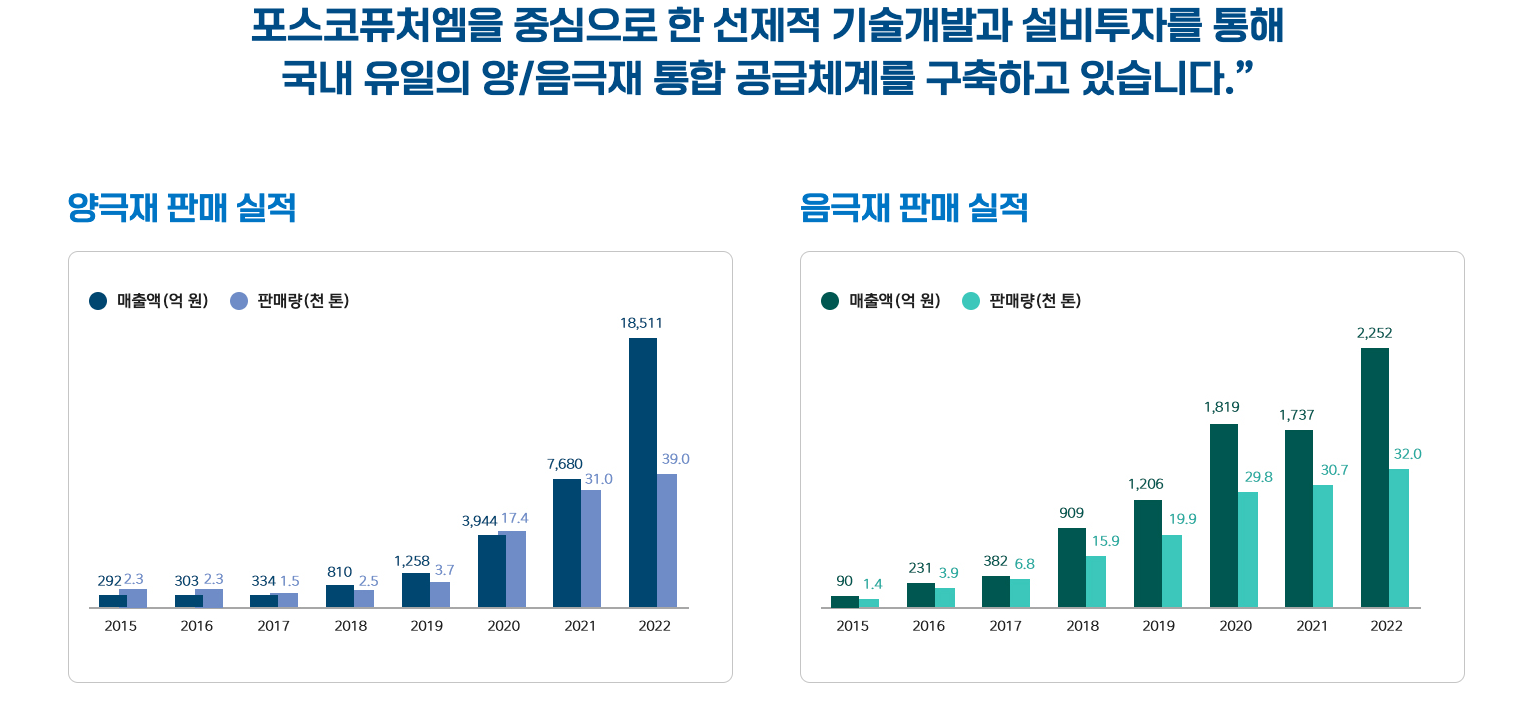 포스코퓨처엠을 중심으로 한 선제적 기술개발과 설비투자를 통해
국내 유일의 양/음극재 통합 공급체계를 구축하고 있습니다.”
양극재 판매 실적
매출액(억 원) 판매량(천 톤)
292 2.3 303 2.3 334 1.5 810 2.5 1,258 3.7 3,944 17.4 7,680 31.0 18,511 39.0
2015 2016 2017 2018 2019 2020 2021 2022
음극재 판매 실적
매출액(억 원) 판매량(천 톤)
90 1.4 231 3.9 382 6.8 909 15.9 1,206 19.9 1,819 29.8 1,737 30.7 2,252 32.0
2015 2016 2017 2018 2019 2020 2021 2022